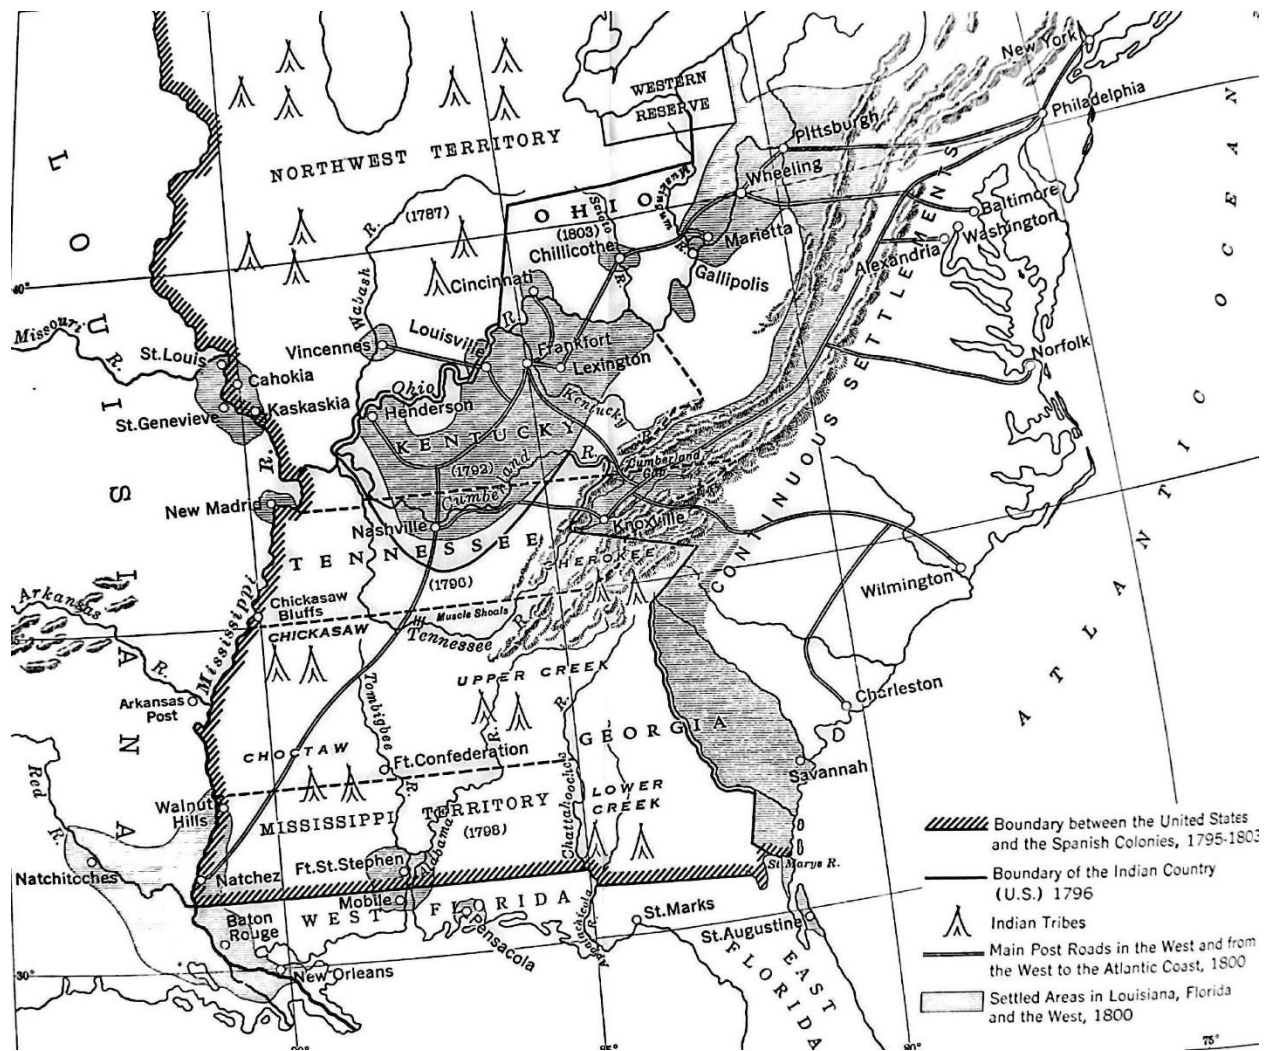 New York
WESTERN
RESERVE
Philadelphia
Pittsburgh
NORTHWEST TERRITORY
Wheeling
Muskingum
R.
OHIO
(1803)
Scioto
R.
(1787)
Baltimore
Washington
Marietta
Alexandria
Chillicothe
Gallipolis
Cincinnati
40°
Wabash
R.
Missouri
R.
St.Louis
Vincennes
Louisville
R.
Frankfort
Lexington
Norfolk
Cahokia
Ohio
Kaskaskia
St.Genevieve
Henderson
Kentucky
R.
KENTUCKY
(1792)
Cumberland
Gap
R.
Cumberland
R.
New Madrid
Nashville
Knoxville
TENNESSEE
(1796)
CHEROKEE
CONTINUOUS SETTLEMENTS
Wilmington
Arkansas
R.
Chickasaw
Bluffs
CHICKASAW
Muscle Shoals
Tennessee
R.
Mississippi
35°
UPPER CREEK
Arkansas
Post
Tombigbee
R.
R.
R.
Charleston
CHOCTAW
Ft.Confederation
GEORGIA
Savannah
LOUISIANA
Red
R.
Walnut
Hills
LOWER
CREEK
MISSISSIPPI TERRITORY
(1798)
Alabama
Chattahoochee
Natchitoches
Natchez
Ft.St.Stephen
St Marys R.
Mobile
WEST FLORIDA
Baton
Rouge
Pensacola
Appalachicola
R.
St.Marks
St.Augustine
New Orleans
EAST
FLORIDA
30°
90°
85°
80°
75°
ATLANTIC OCEAN
Boundary between the United States
and the Spanish Colonies, 1795-1803
Boundary of the Indian Country
(U.S.) 1796
Indian Tribes
Main Post Roads in the West and from
the West to the Atlantic Coast, 1800
Settled Areas in Louisiana, Florida
and the West, 1800